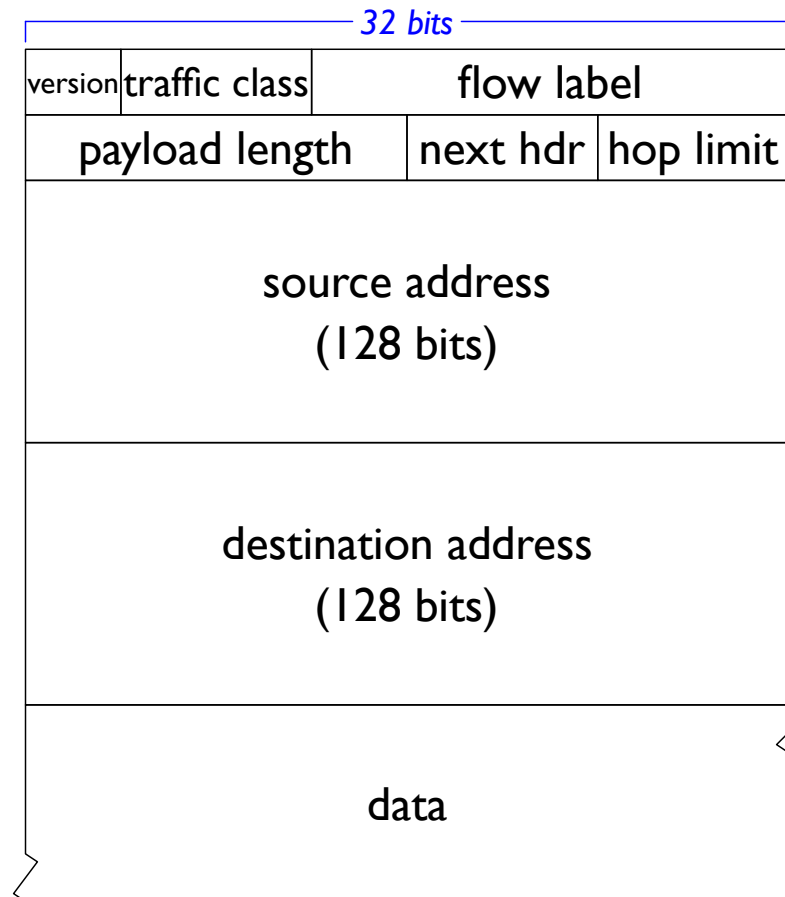 32 bits
version traffic class flow label
payload length next hdr hop limit
source address
(128 bits)
destination address
(128 bits)
data